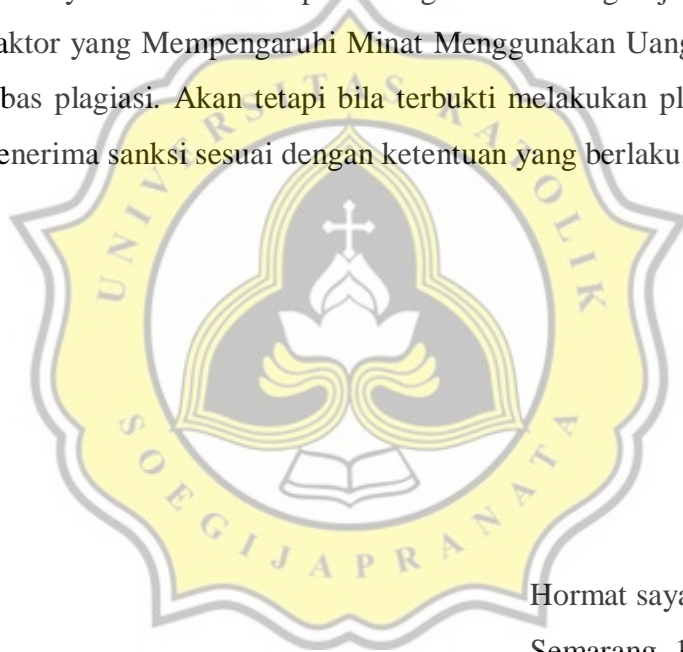 aktor yang Mempengaruhi Minat Menggunakan Uang
bas plagiasi. Akan tetapi bila terbukti melakukan pl
enerima sanksi sesuai dengan ketentuan yang berlaku
UNIVERSITAS KATOLIK
SOEGIJAPRANATA
Hormat saya